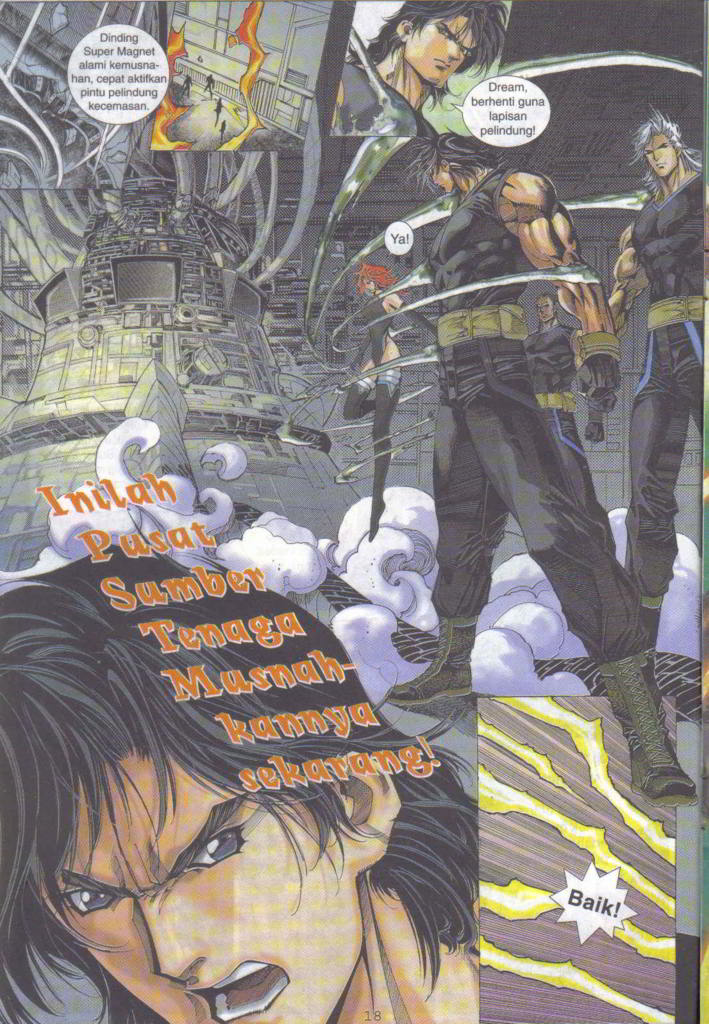 Dinding
Super Magnet
alami kemusna-
han, cepat aktifkan
pintu pelindung
kecemasan.
Dream,
berhenti guna
lapisan
pelindung!
Ya!
Inilah
Pusat
Sumber
Tenaga
Musnah-
kannya
sekarang!
Baik!
18